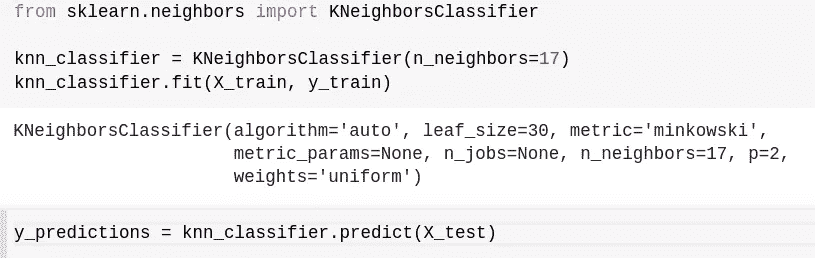 from sklearn.neighbors import KNeighborsClassifier
knn_classifier = KNeighborsClassifier(n_neighbors=17)
knn_classifier.fit(X_train, y_train)
KNeighborsClassifier(algorithm='auto', leaf_size=30, metric='minkowski',
metric_params=None, n_jobs=None, n_neighbors=17, p=2,
weights='uniform')
y_predictions = knn_classifier.predict(X_test)